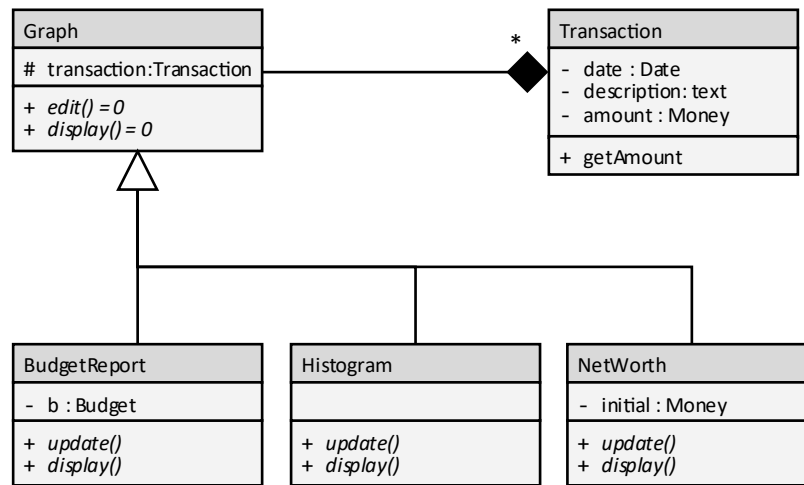 Graph
# transaction:Transaction
+ edit() = 0
+ display() = 0
*
Transaction
- date : Date
- description: text
- amount : Money
+ getAmount
BudgetReport
- b : Budget
+ update()
+ display()
Histogram
+ update()
+ display()
NetWorth
- initial : Money
+ update()
+ display()